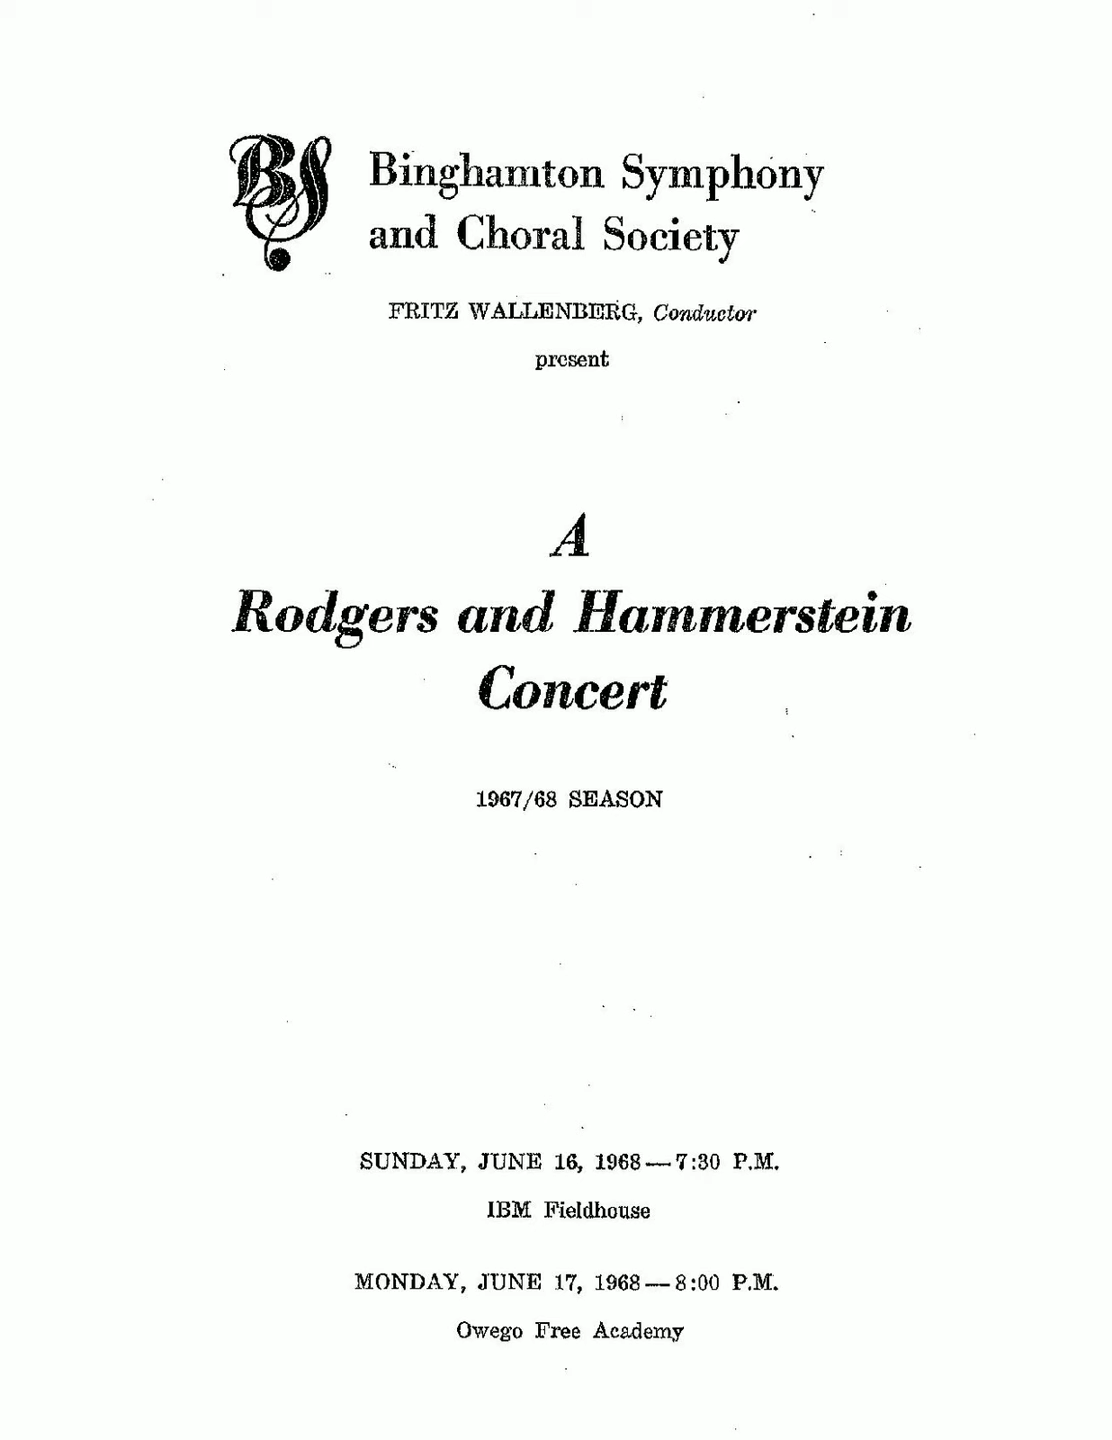 BS
Binghamton Symphony
and Choral Society
FRITZ WALLENBERG, Conductor
present
A
Rodgers and Hammerstein
Concert
1967/68 SEASON
SUNDAY, JUNE 16, 1968—7:30 P.M.
IBM Fieldhouse
MONDAY, JUNE 17, 1968—8:00 P.M.
Owego Free Academy